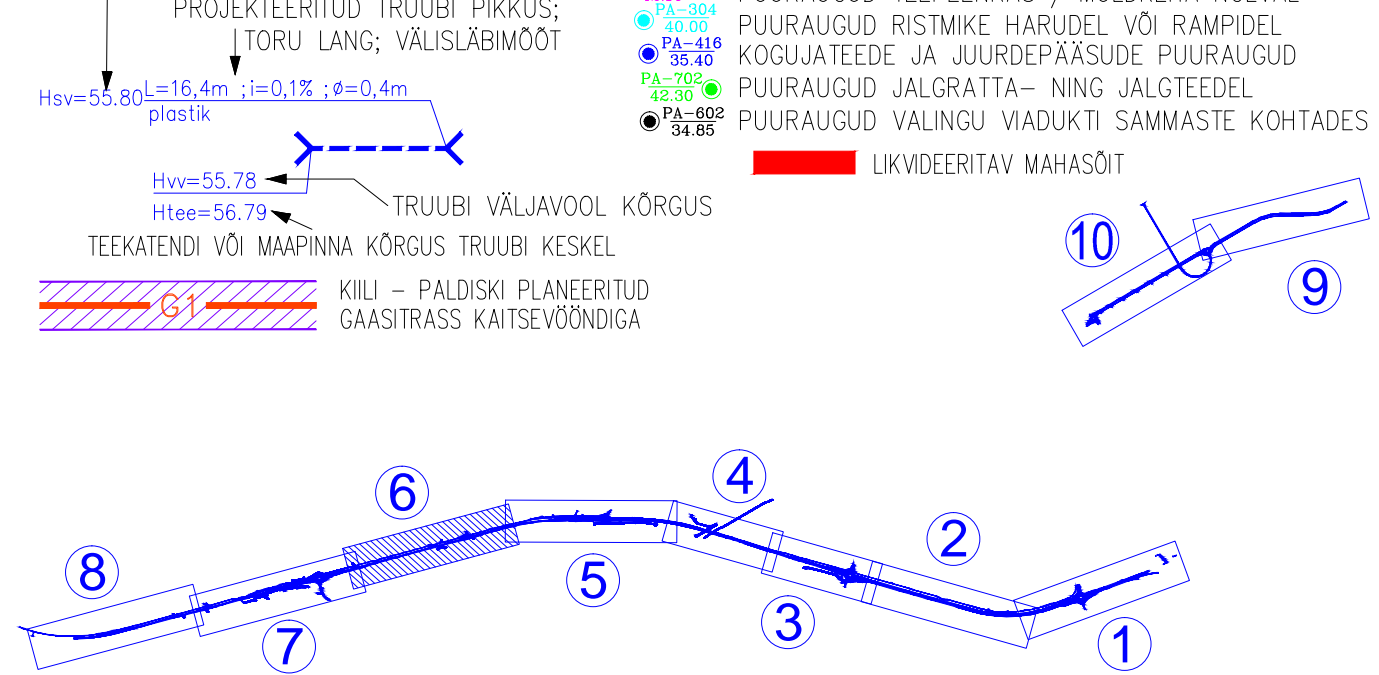 PROJEKTEERITUD TRUUBI PIKKUS;
TORU LANG; VÄLISLÄBIMÕÕT
Hsv=55.80
L=16,4m ;i=0,1% ;ø=0,4m
plastik
Hvv=55.78
Htee=56.79
TRUUBI VÄLJAVOOL KÕRGUS
TEEKATENDI VÕI MAAPINNA KÕRGUS TRUUBI KESKEL
G1
KIILI – PALDISKI PLANEERITUD
GAASITRASS KAITSEVÖÖNDIGA
PA-304
40.00
PUURAUGUD RISTMIKE HARUDEL VÕI RAMPIDEL
PA-416
35.40
KOGUJATEEDE JA JUURDEPÄÄSUDE PUURAUGUD
PA-702
42.30
PUURAUGUD JALGRATTA– NING JALGTEEDEL
PA-602
34.85
PUURAUGUD VALINGU VIADUKTI SAMMASTE KOHTADES
LIKVIDEERITAV MAHASÕIT
10
9
8
7
6
5
4
3
2
1